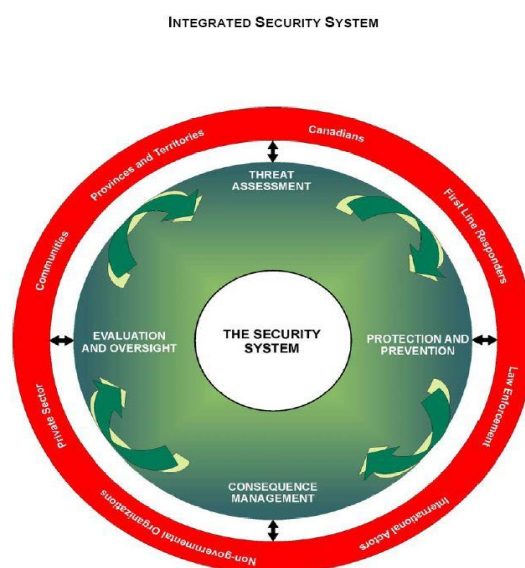 INTEGRATED SECURITY SYSTEM
Canadians
Provinces and Territories
First Line Responders
Communities
THREAT
ASSESSMENT
EVALUATION
AND OVERSIGHT
THE SECURITY
SYSTEM
PROTECTION AND
PREVENTION
Private Sector
Law Enforcement
CONSEQUENCE
MANAGEMENT
International Actors
Non-governmental Organizations